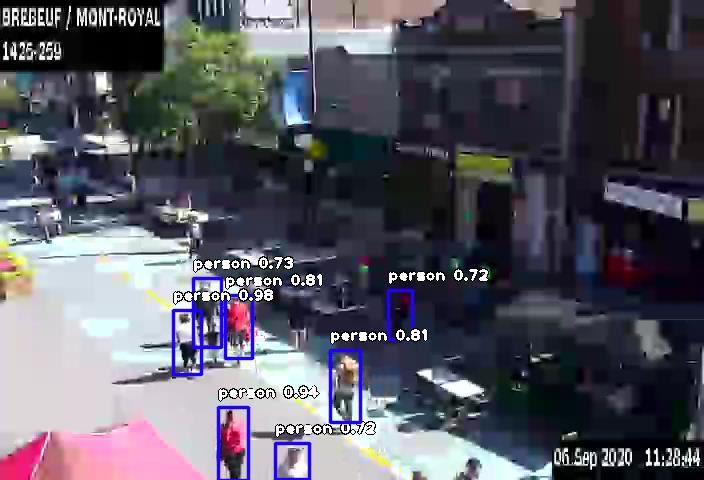 BREBEUF / MONT-ROYAL
1425-259
person 0.73
person 0.81
person 0.98
person 0.72
person 0.81
person 0.94
person 0.72
06 Sep 2020 11:28:44